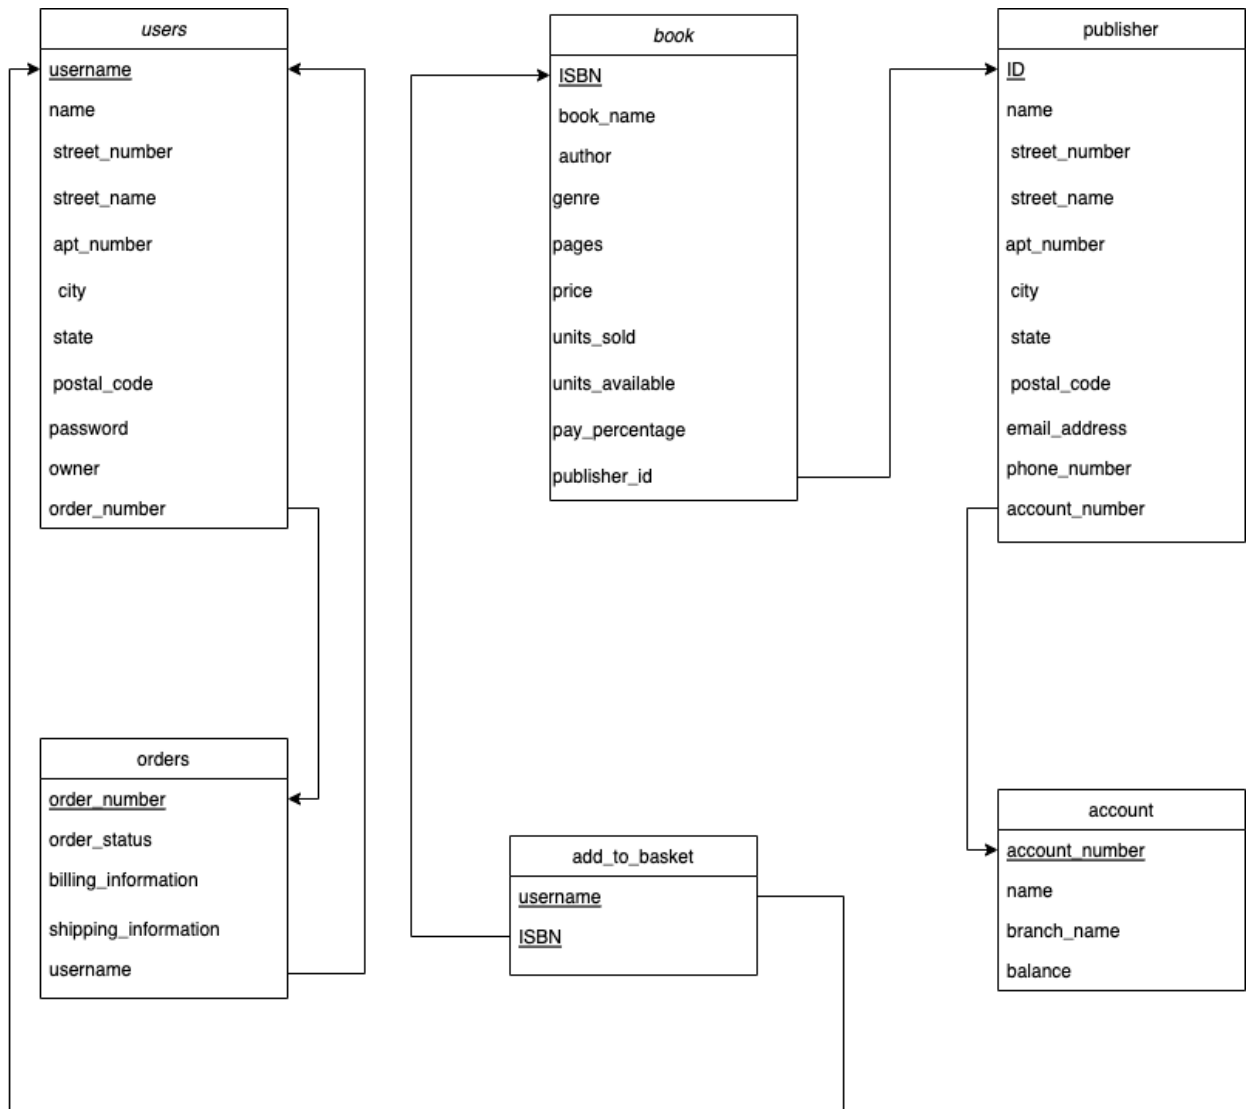 users
username
name
street_number
street_name
apt_number
city
state
postal_code
password
owner
order_number
book
ISBN
book_name
author
genre
pages
price
units_sold
units_available
pay_percentage
publisher_id
publisher
ID
name
street_number
street_name
apt_number
city
state
postal_code
email_address
phone_number
account_number
orders
order_number
order_status
billing_information
shipping_information
username
add_to_basket
username
ISBN
account
account_number
name
branch_name
balance